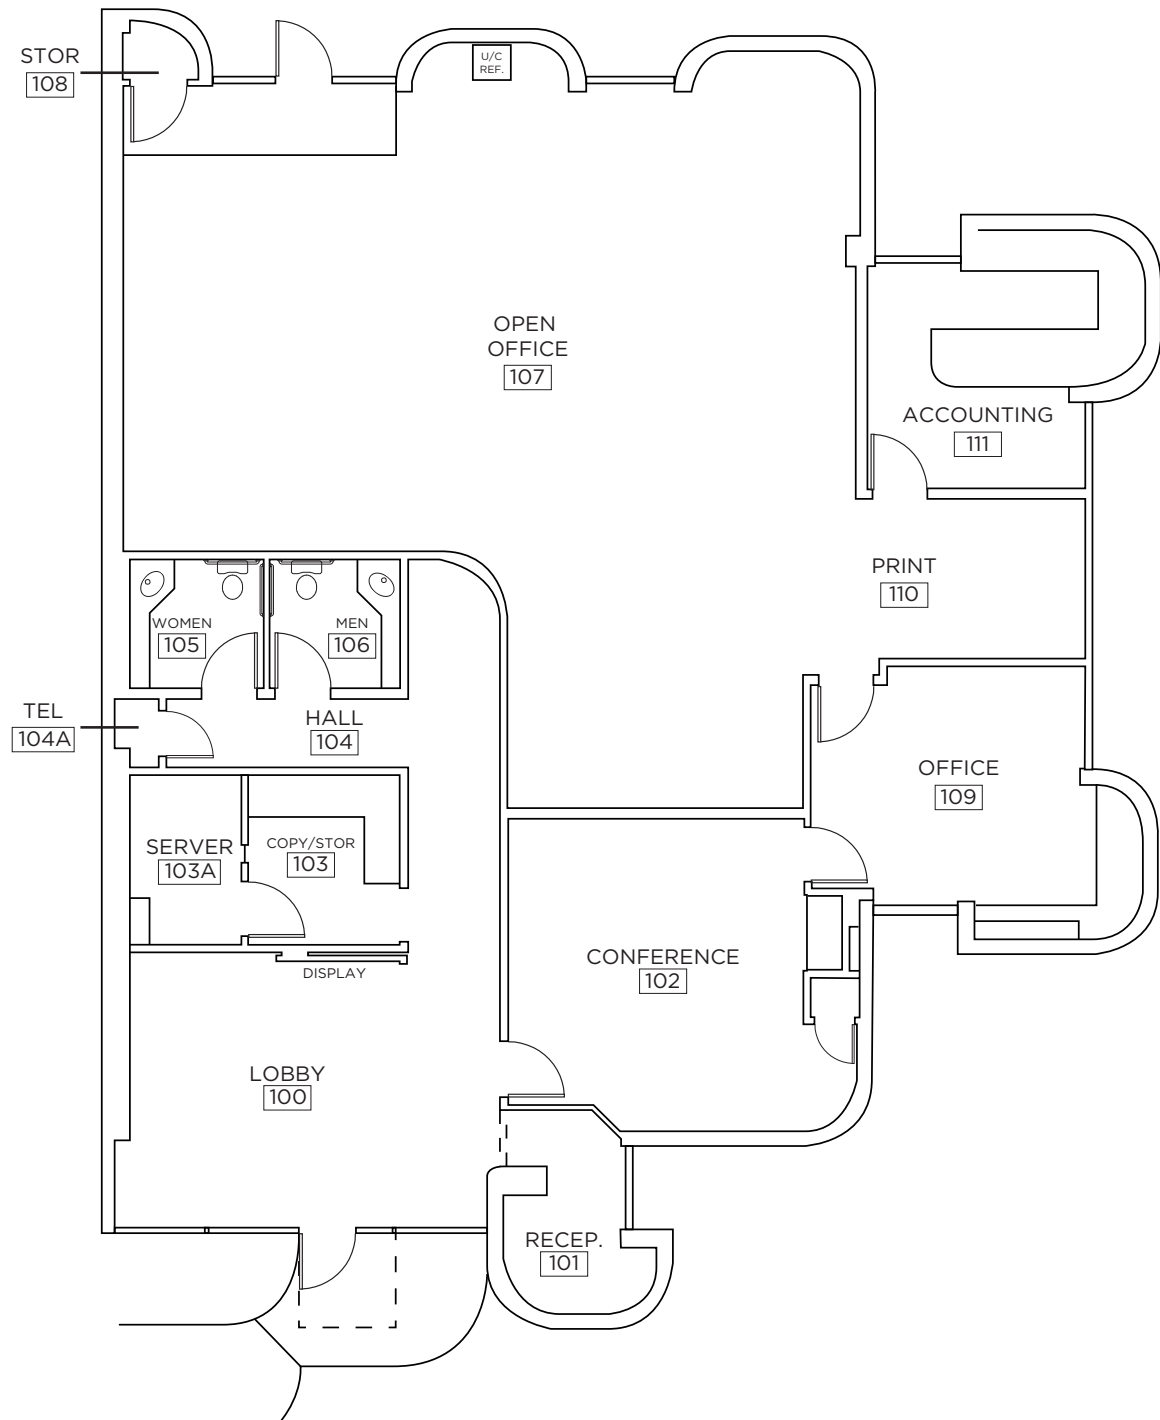 U/C
REF.
STOR
108
OPEN
OFFICE
107
ACCOUNTING
111
PRINT
110
WOMEN
105
MEN
106
TEL
104A
HALL
104
OFFICE
109
SERVER
103A
COPY/STOR
103
CONFERENCE
102
DISPLAY
LOBBY
100
RECEP.
101